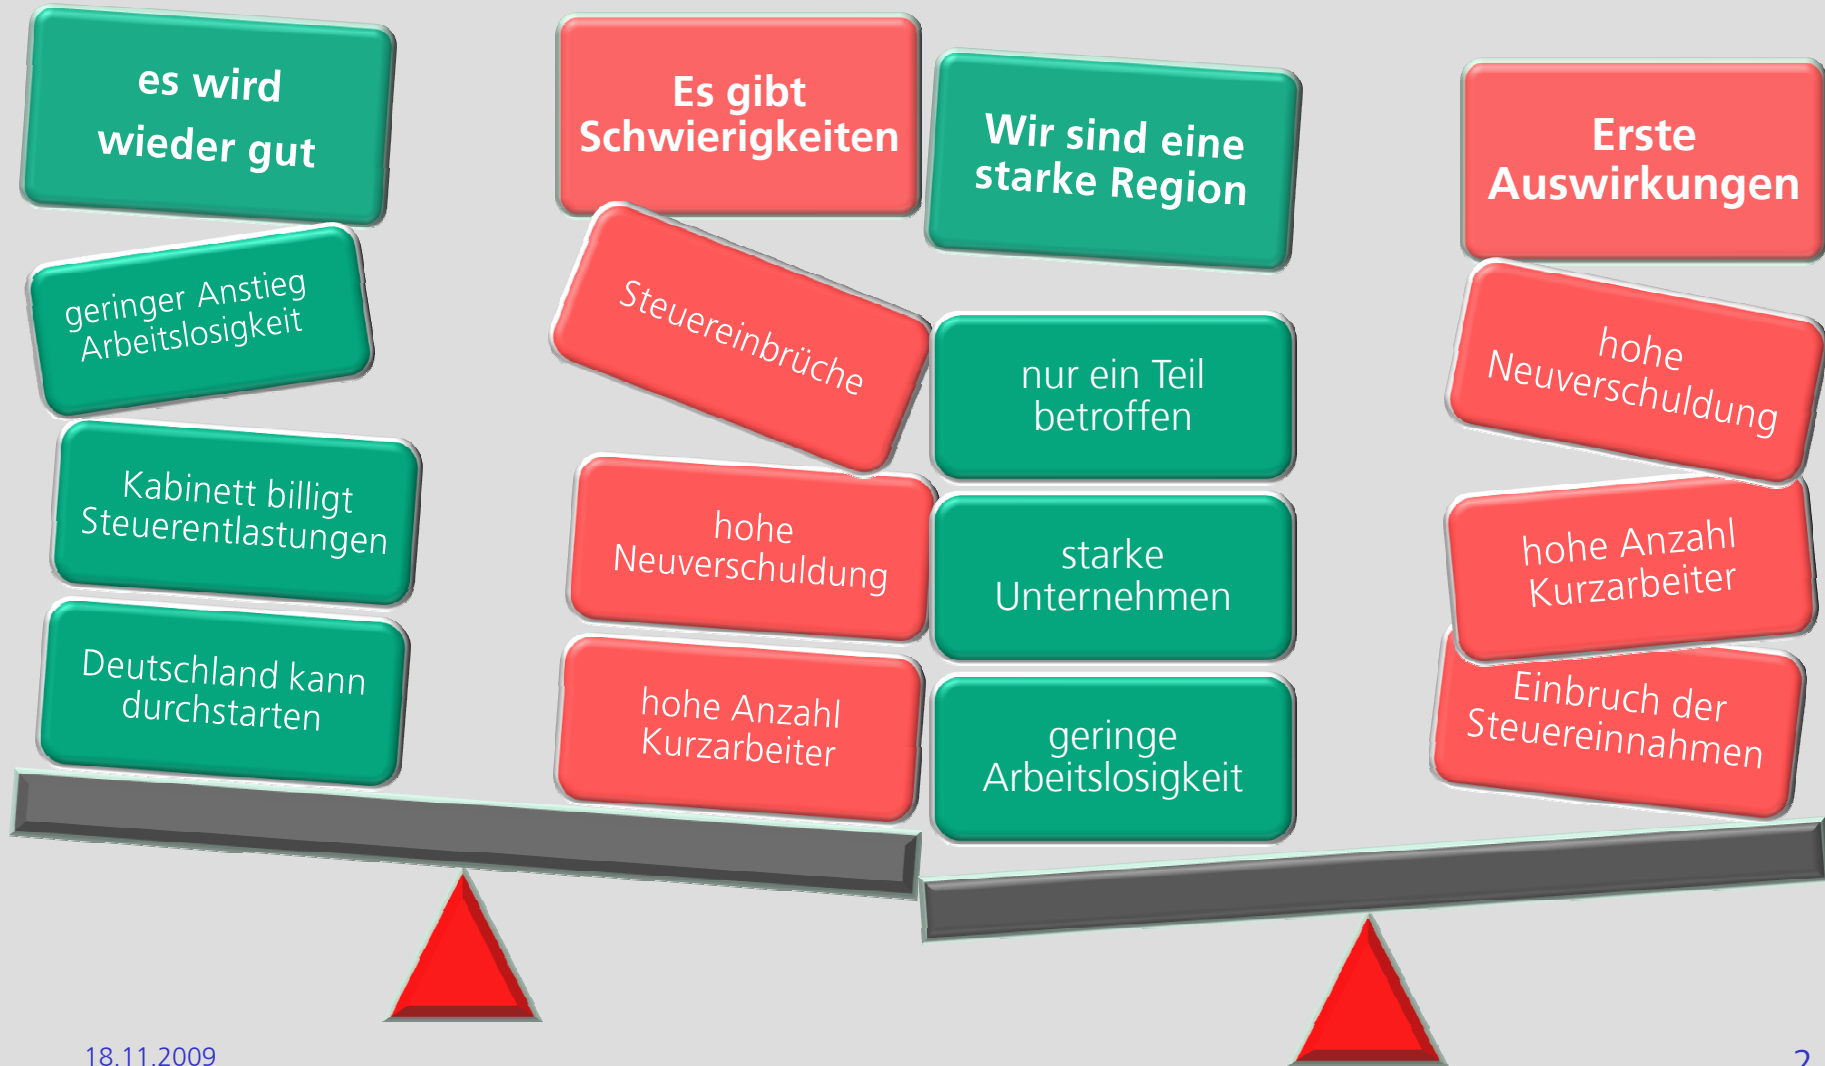 es wird
wieder gut
geringer Anstieg
Arbeitslosigkeit
Kabinett billigt
Steuerentlastungen
Deutschland kann
durchstarten
Es gibt
Schwierigkeiten
Steuereinbrüche
hohe
Neuverschuldung
hohe Anzahl
Kurzarbeiter
Wir sind eine
starke Region
nur ein Teil
betroffen
starke
Unternehmen
geringe
Arbeitslosigkeit
Erste
Auswirkungen
hohe
Neuverschuldung
hohe Anzahl
Kurzarbeiter
Einbruch der
Steuereinnahmen
18.11.2009
2